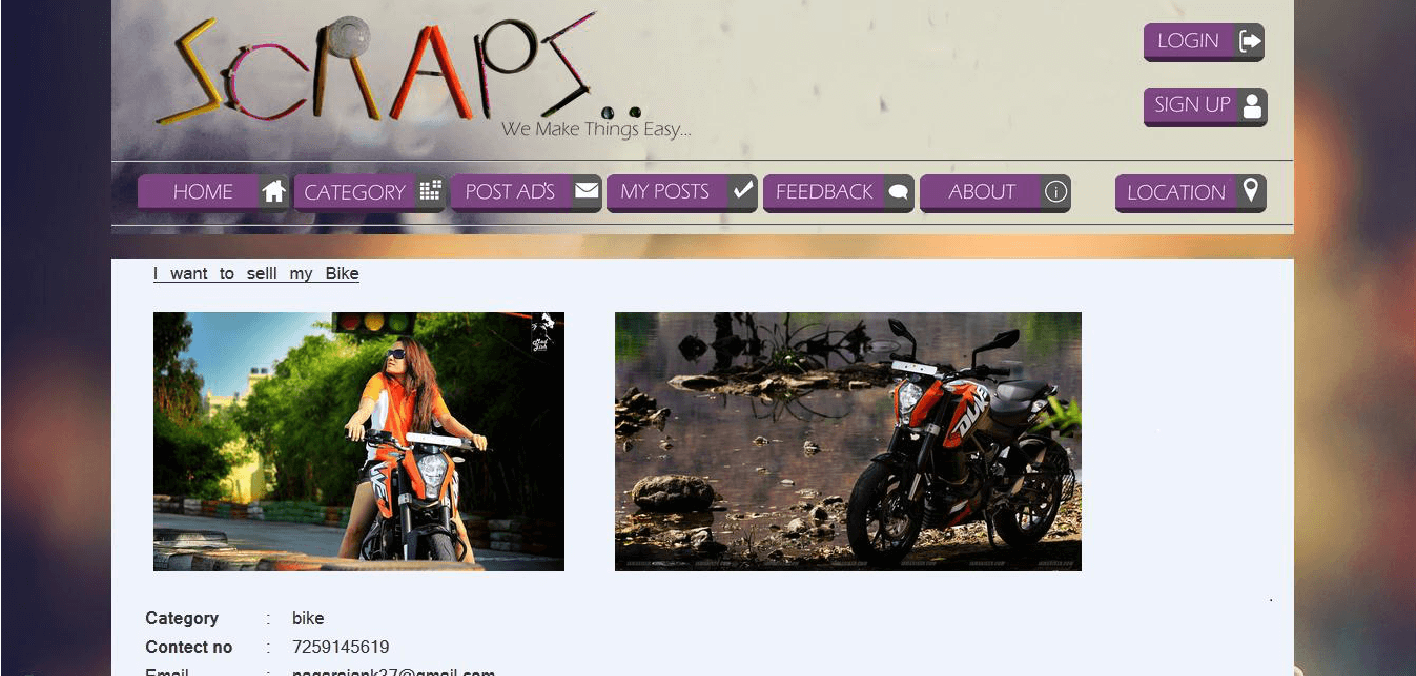 SCRAPS..
We Make Things Easy...
LOGIN
SIGN UP
HOME CATEGORY POST AD'S MY POSTS FEEDBACK ABOUT LOCATION
I want to selll my Bike
DUKE
Category : bike
Contect no : 7259145619
Email :